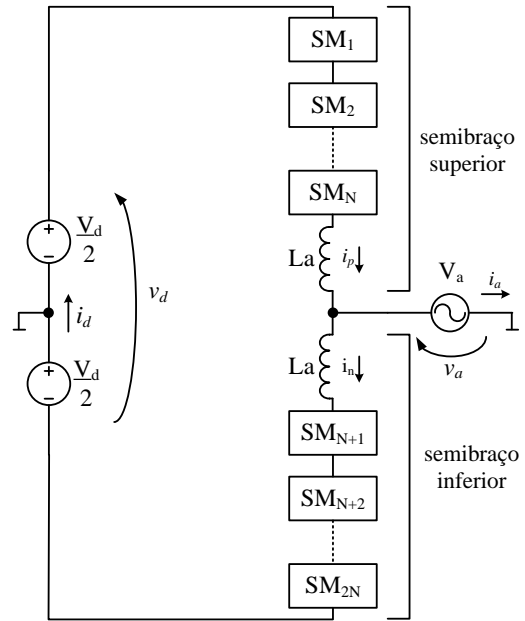 SM1
SM2
SMN
semibraço
superior
La
ip
Vd
2
vd
id
Va
ia
va
Vd
2
La
in
SMN+1
SMN+2
SM2N
semibraço
inferior